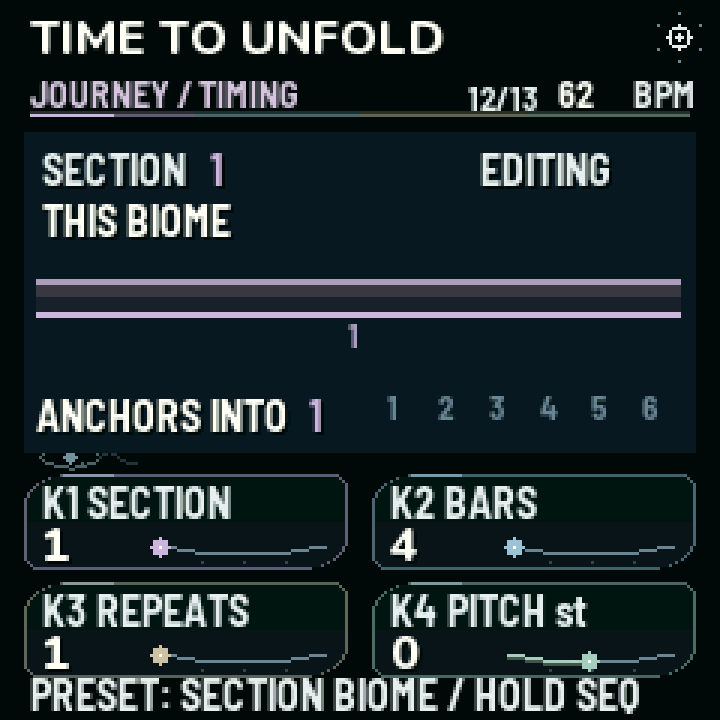 TIME TO UNFOLD
JOURNEY / TIMING 12/13 62 BPM
SECTION 1 EDITING
THIS BIOME
1
ANCHORS INTO 1 1 2 3 4 5 6
K1 SECTION
1
K2 BARS
4
K3 REPEATS
1
K4 PITCH st
0
PRESET: SECTION BIOME / HOLD SEQ